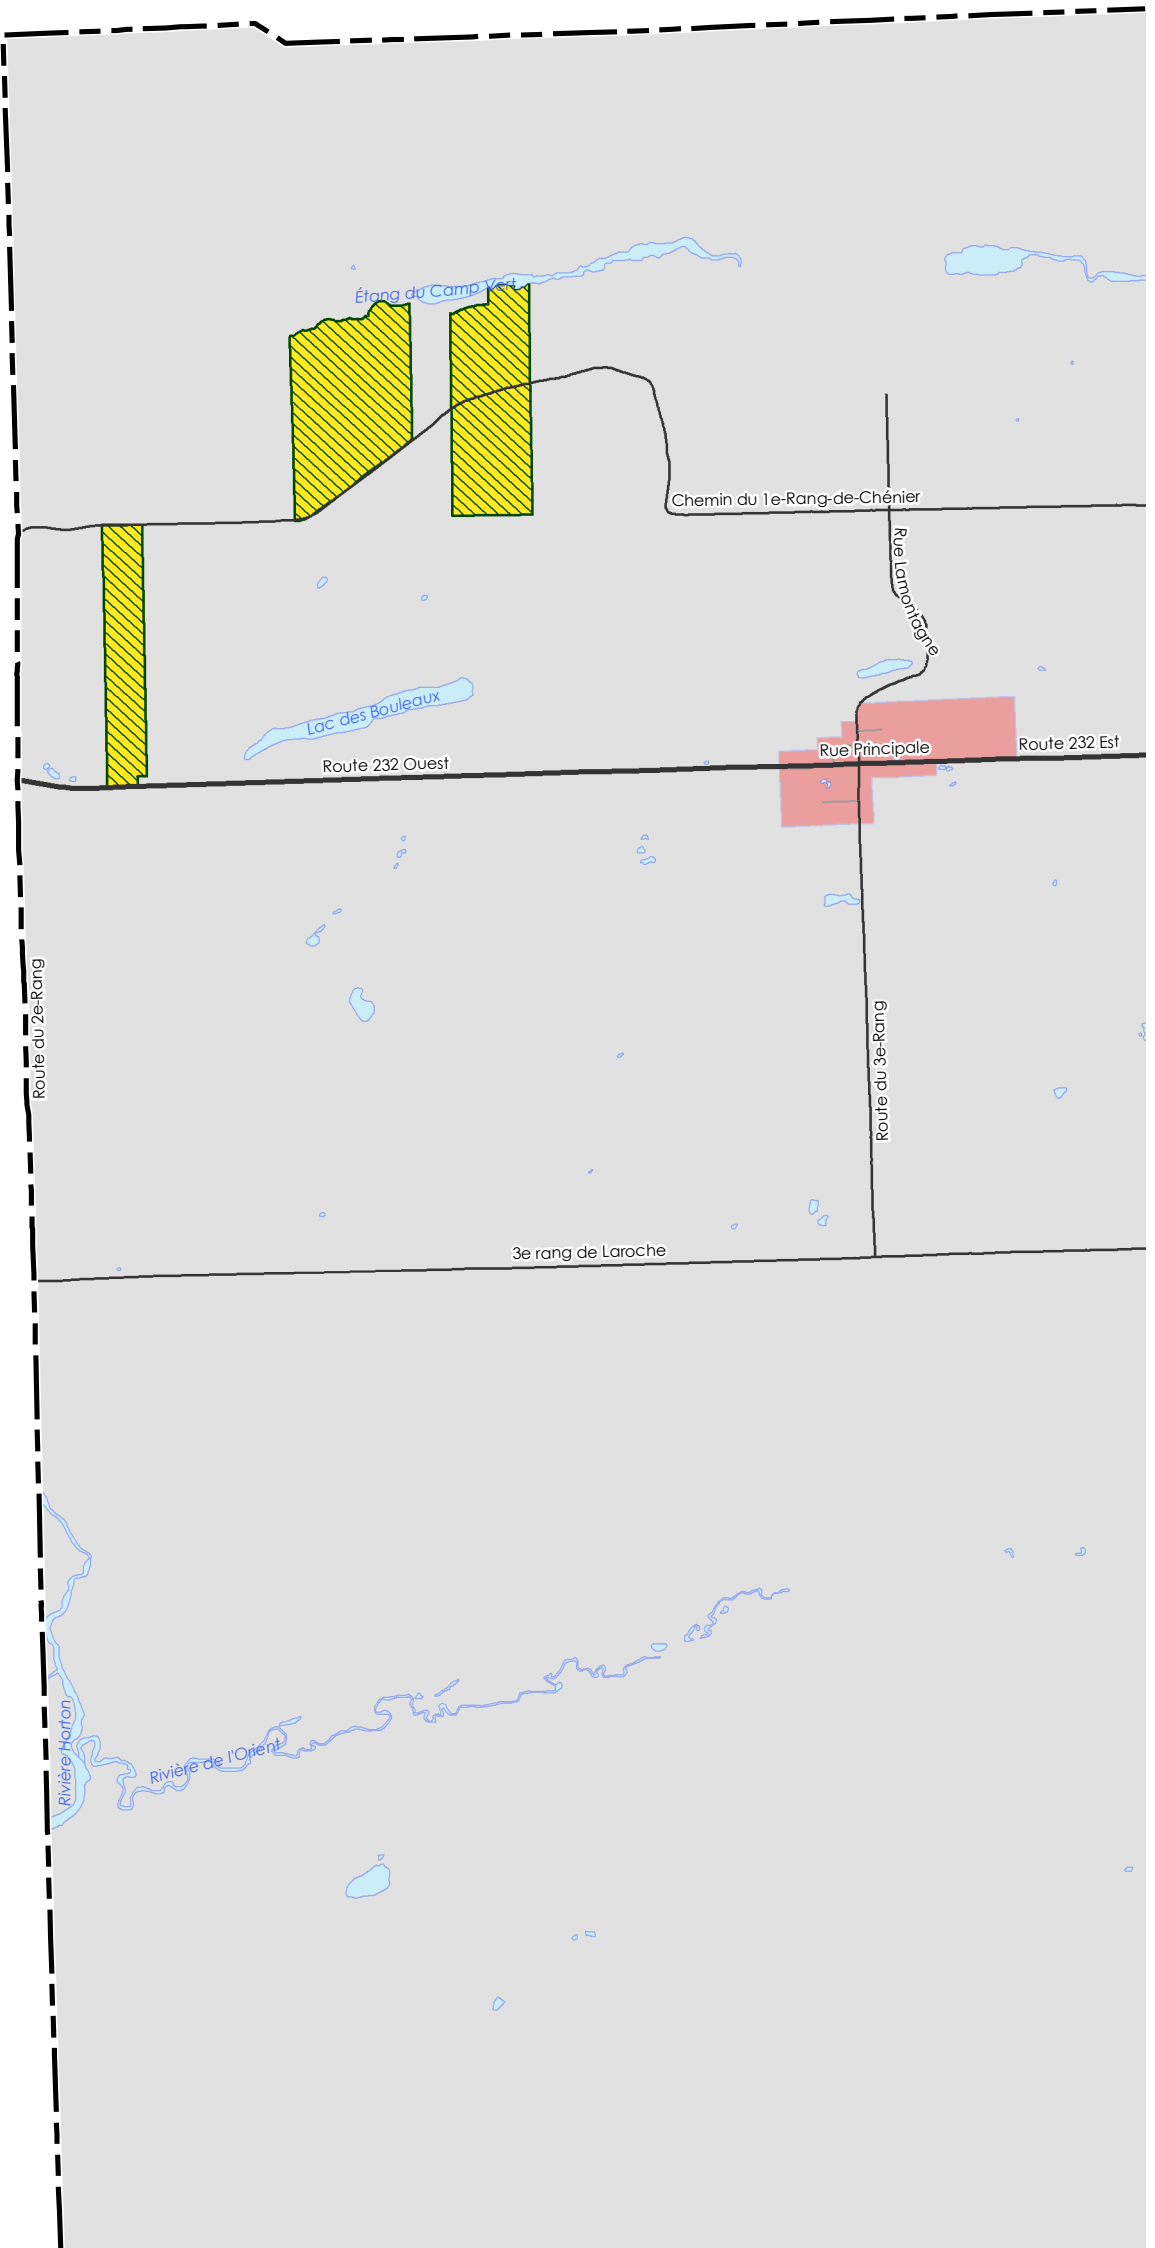 Étang du Camp Vert
Chemin du 1e-Rang-de-Chénier
Rue Lamontagne
Lac des Bouleaux
Route 232 Ouest
Rue Principale
Route 232 Est
Route du 2e-Rang
Route du 3e-Rang
3e rang de Laroche
Rivière Horton
Rivière de l'Orient